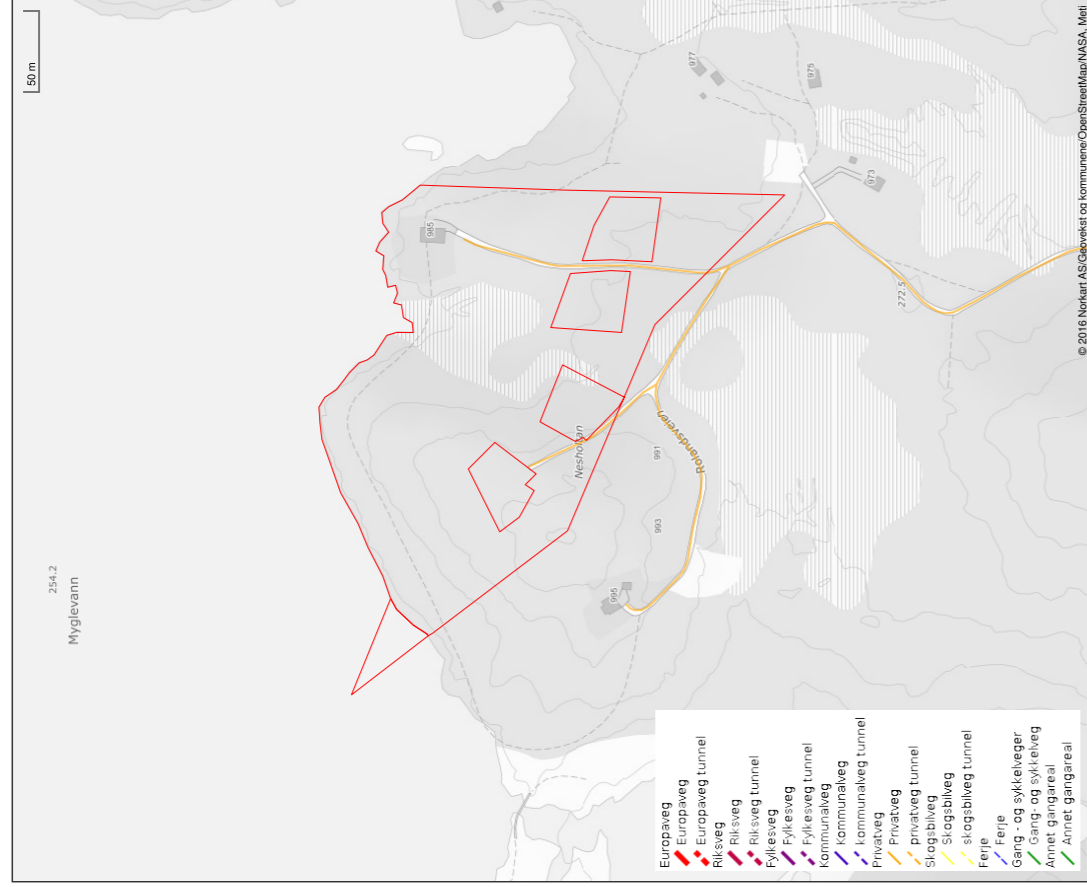 50 m
254.2
Myglevann
985
977
975
973
272.5
Nesholman
Rolandsveien
991
993
995
Europaveg
Europaveg
Europaveg tunnel
Riksveg
Riksveg
Riksveg tunnel
Fylkesveg
Fylkesveg
Fylkesveg tunnel
Kommunalveg
Kommunalveg
kommunalveg tunnel
Privatveg
Privatveg
privatveg tunnel
Skogsbilveg
Skogsbilveg
skogsbilveg tunnel
Ferje
Ferje
Gang - og sykkelveger
Gang- og sykkelveg
Annet gangareal
Annet gangareal
© 2016 Norkart AS/Geovekst og kommunene/OpenStreetMap/NASA, Meti